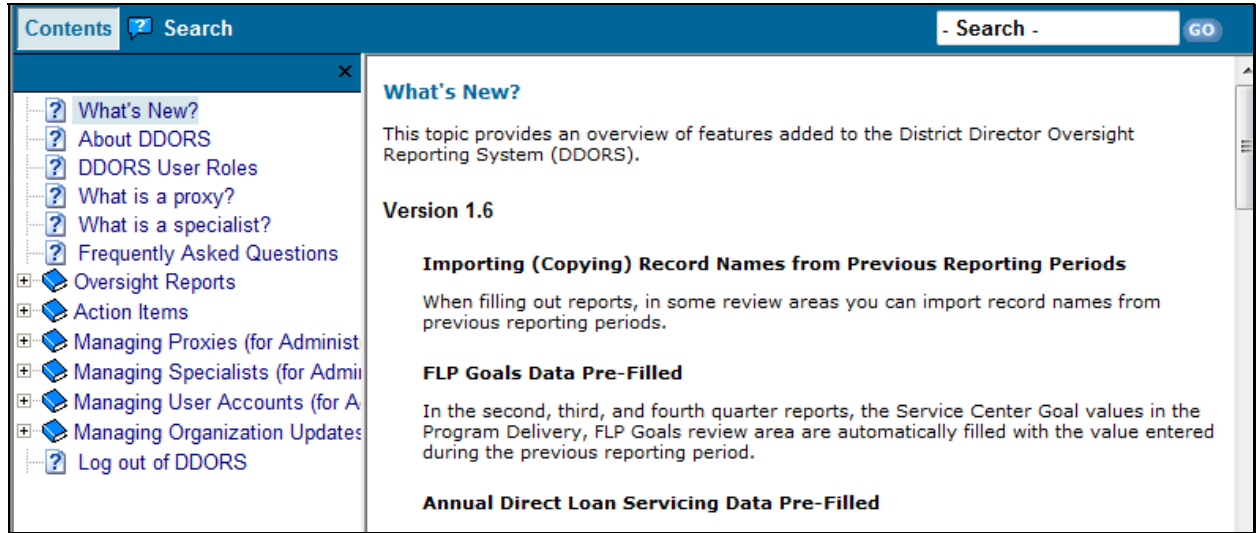 Contents Search - Search - GO
What's New?
About DDORS
DDORS User Roles
What is a proxy?
What is a specialist?
Frequently Asked Questions
Oversight Reports
Action Items
Managing Proxies (for Administ
Managing Specialists (for Admi
Managing User Accounts (for A
Managing Organization Updates
Log out of DDORS
What's New?
This topic provides an overview of features added to the District Director Oversight
Reporting System (DDORS).
Version 1.6
Importing (Copying) Record Names from Previous Reporting Periods
When filling out reports, in some review areas you can import record names from
previous reporting periods.
FLP Goals Data Pre-Filled
In the second, third, and fourth quarter reports, the Service Center Goal values in the
Program Delivery, FLP Goals review area are automatically filled with the value entered
during the previous reporting period.
Annual Direct Loan Servicing Data Pre-Filled